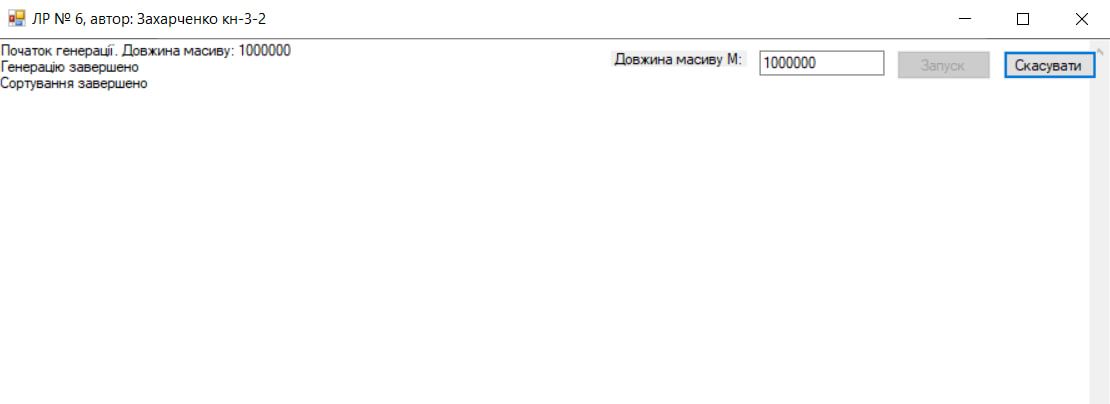 ЛР № 6, автор: Захарченко кн-3-2
Початок генерації. Довжина масиву: 1000000
Генерацію завершено
Сортування завершено
Довжина масиву М:
1000000
Запуск
Скасувати